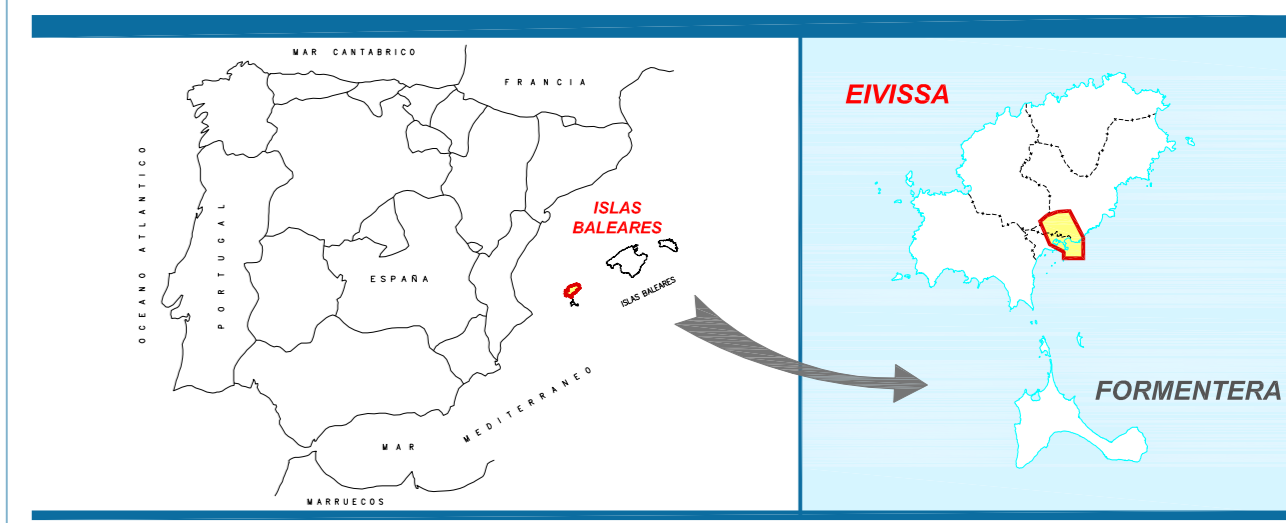 MAR CANTABRICO
FRANCIA
OCEANO ATLANTICO
PORTUGAL
ESPAÑA
ISLAS
BALEARES
ISLAS BALEARES
MAR MEDITERRANEO
MARRUECOS
EIVISSA
FORMENTERA